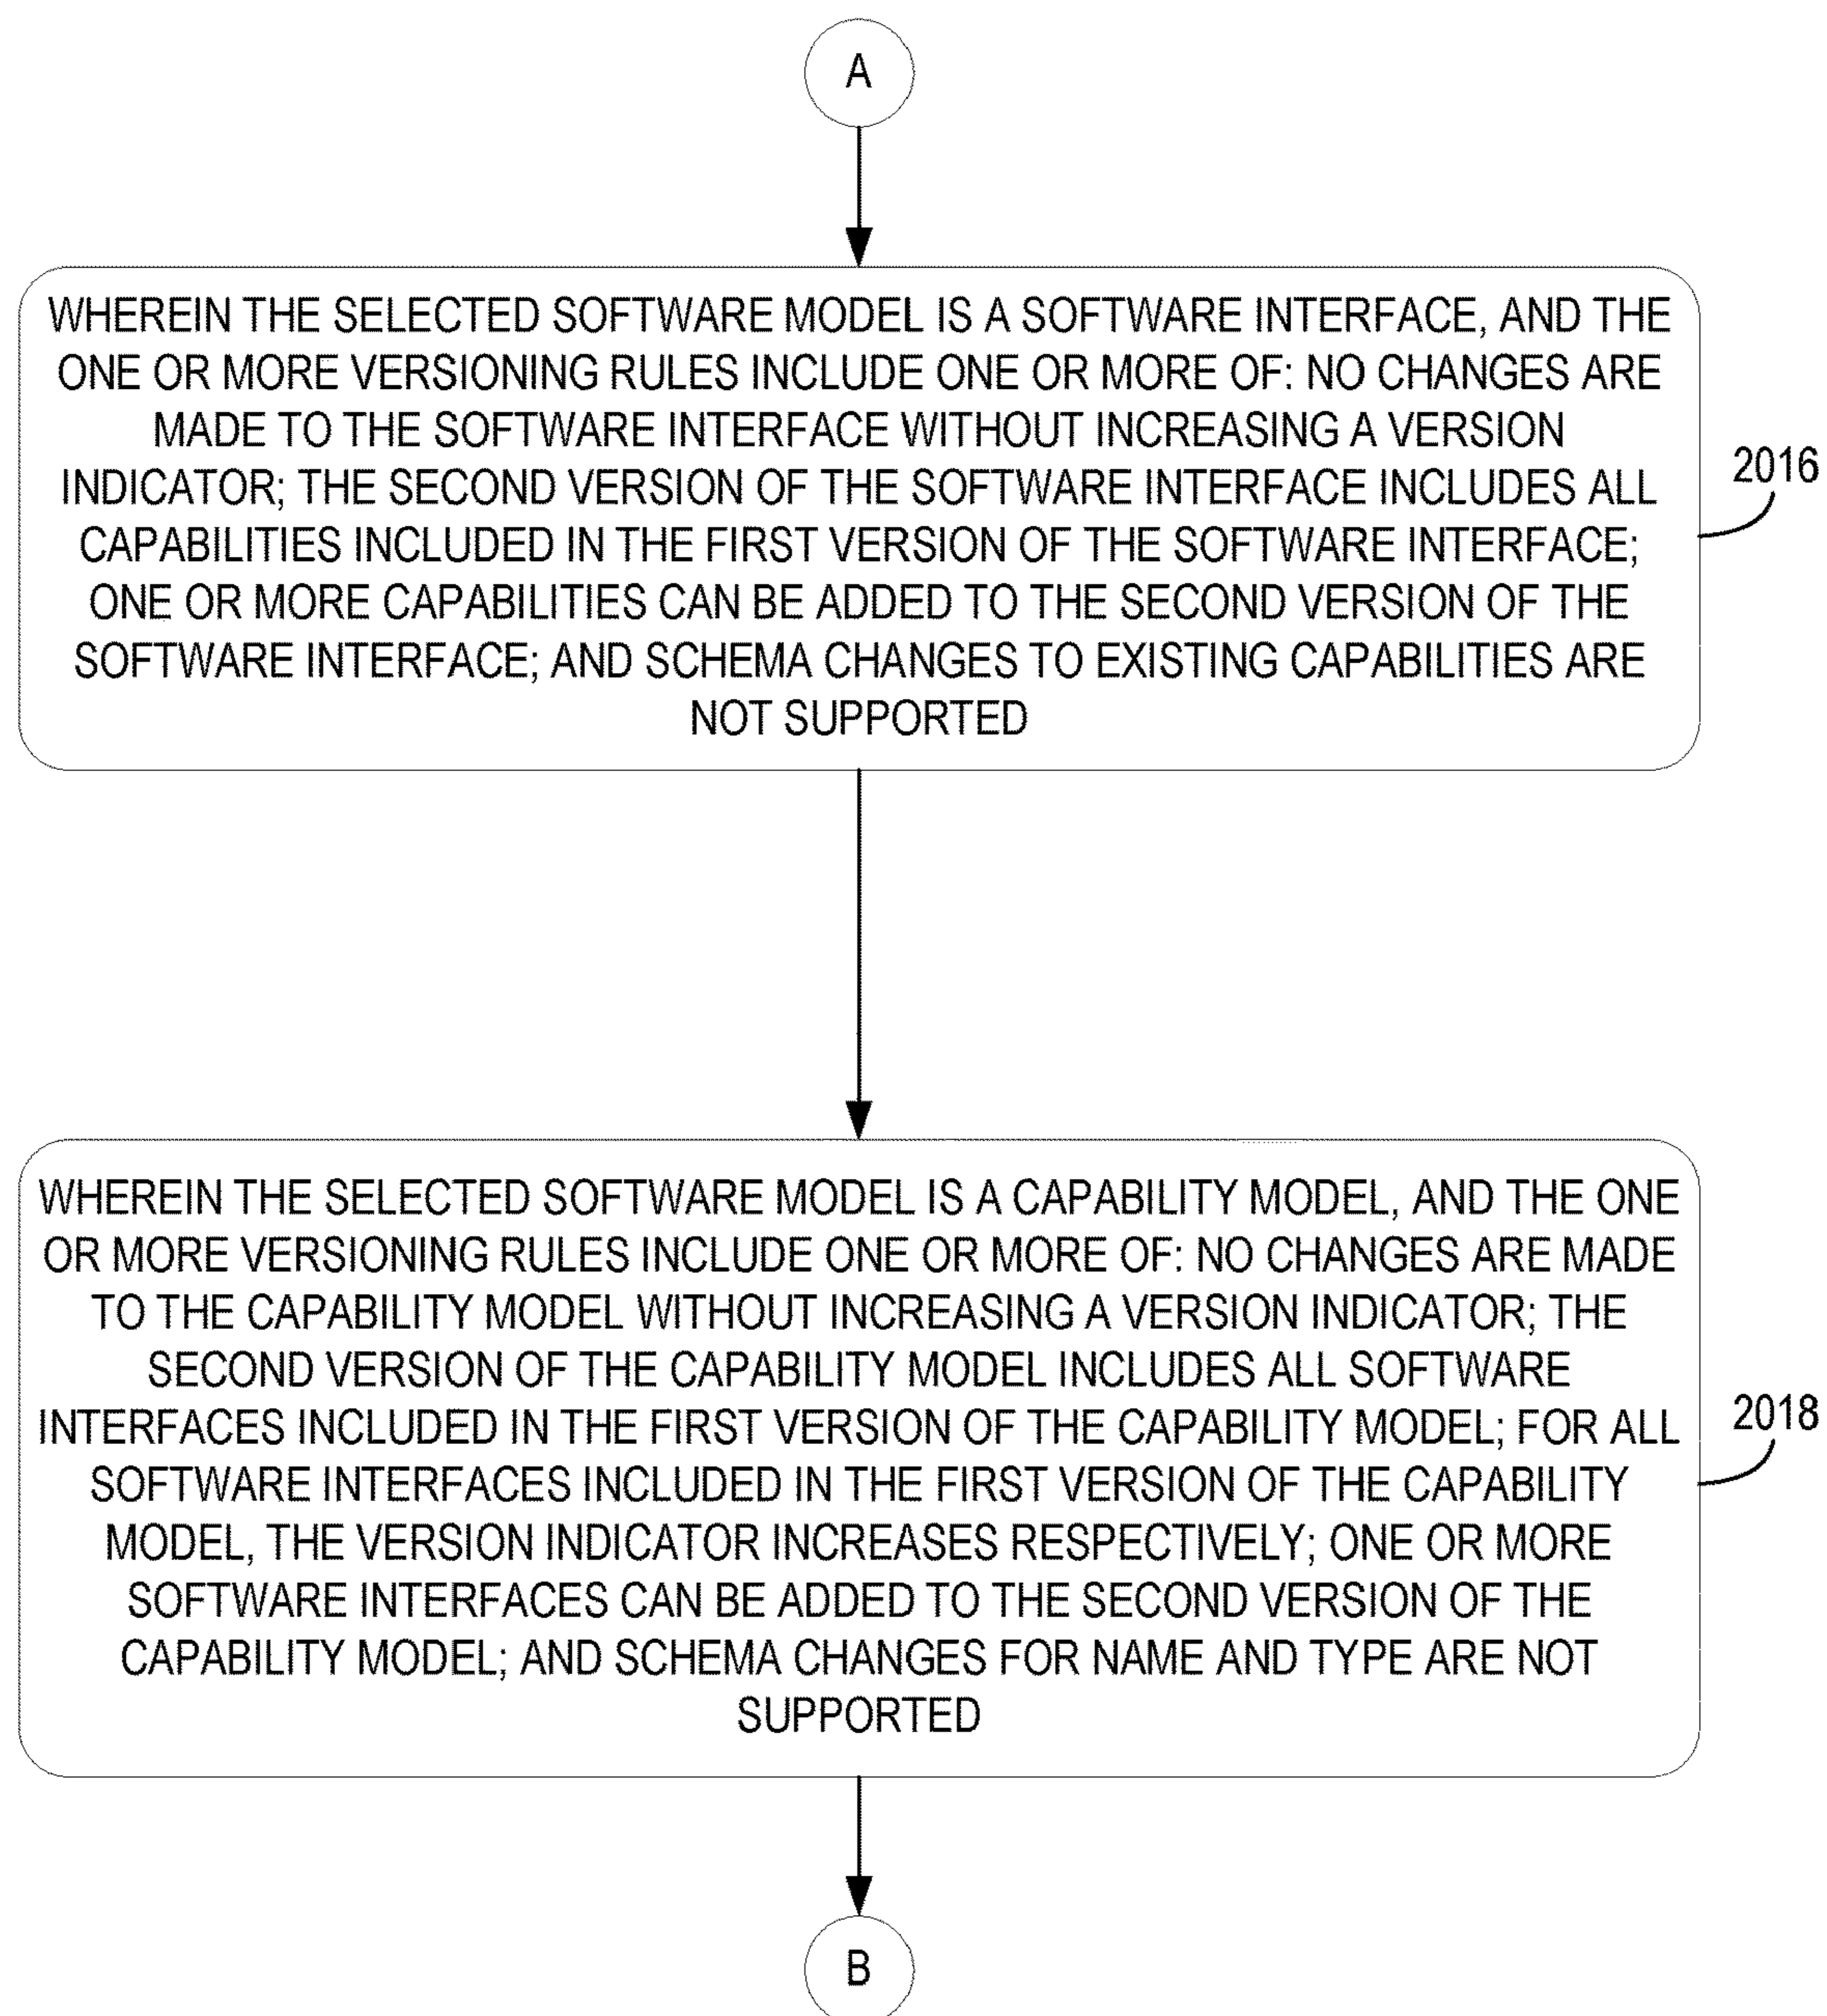 A
WHEREIN THE SELECTED SOFTWARE MODEL IS A SOFTWARE INTERFACE, AND THE
ONE OR MORE VERSIONING RULES INCLUDE ONE OR MORE OF: NO CHANGES ARE
MADE TO THE SOFTWARE INTERFACE WITHOUT INCREASING A VERSION
INDICATOR; THE SECOND VERSION OF THE SOFTWARE INTERFACE INCLUDES ALL
CAPABILITIES INCLUDED IN THE FIRST VERSION OF THE SOFTWARE INTERFACE;
ONE OR MORE CAPABILITIES CAN BE ADDED TO THE SECOND VERSION OF THE
SOFTWARE INTERFACE; AND SCHEMA CHANGES TO EXISTING CAPABILITIES ARE
NOT SUPPORTED
2016
WHEREIN THE SELECTED SOFTWARE MODEL IS A CAPABILITY MODEL, AND THE ONE
OR MORE VERSIONING RULES INCLUDE ONE OR MORE OF: NO CHANGES ARE MADE
TO THE CAPABILITY MODEL WITHOUT INCREASING A VERSION INDICATOR; THE
SECOND VERSION OF THE CAPABILITY MODEL INCLUDES ALL SOFTWARE
INTERFACES INCLUDED IN THE FIRST VERSION OF THE CAPABILITY MODEL; FOR ALL
SOFTWARE INTERFACES INCLUDED IN THE FIRST VERSION OF THE CAPABILITY
MODEL, THE VERSION INDICATOR INCREASES RESPECTIVELY; ONE OR MORE
SOFTWARE INTERFACES CAN BE ADDED TO THE SECOND VERSION OF THE
CAPABILITY MODEL; AND SCHEMA CHANGES FOR NAME AND TYPE ARE NOT
SUPPORTED
2018
B